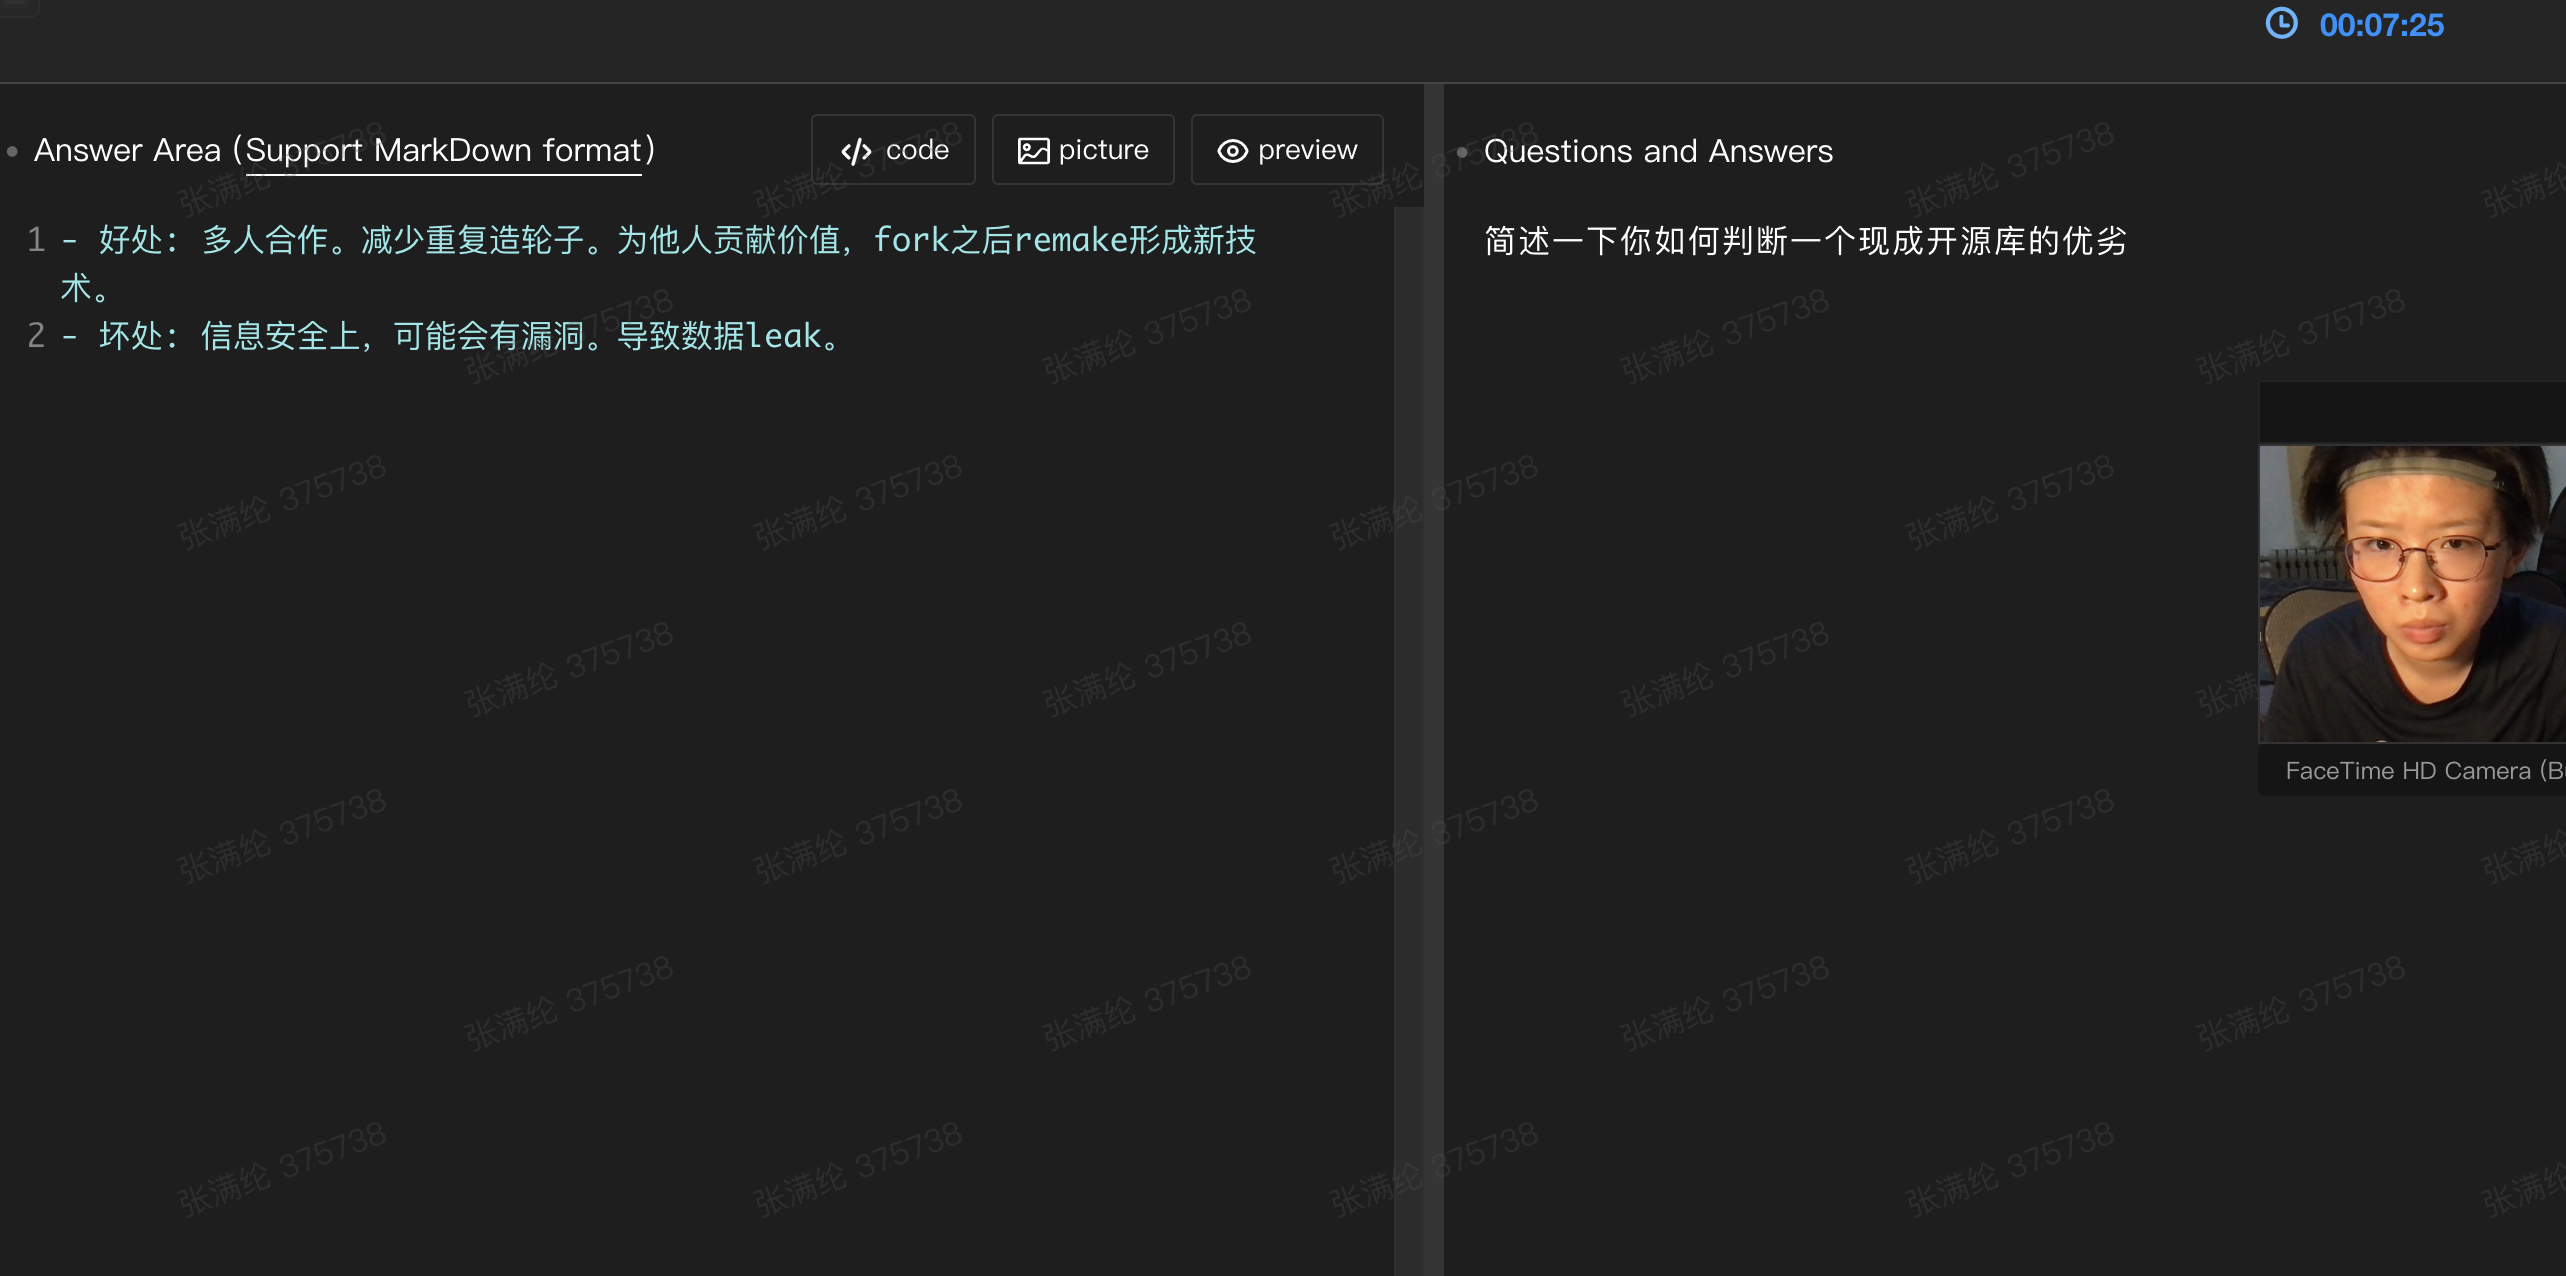 00:07:25
Answer Area (Support MarkDown format)
code
picture
preview
Questions and Answers
1 - 好处: 多人合作。减少重复造轮子。为他人贡献价值, fork之后remake形成新技
术。
2 - 坏处: 信息安全上, 可能会有漏洞。导致数据leak。
简述一下你如何判断一个现成开源库的优劣
FaceTime HD Camera (B
张满纶 375738